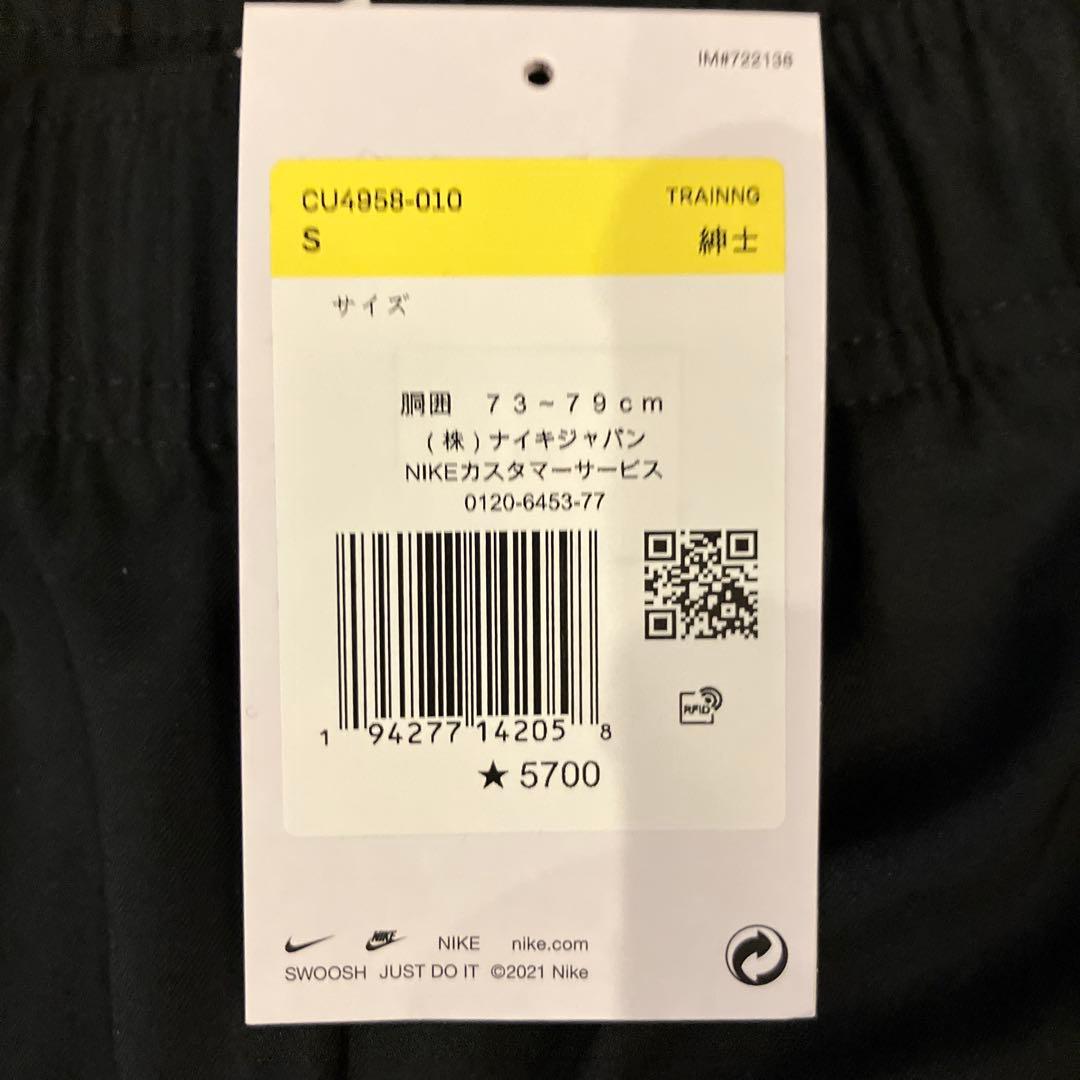 IM#722136
CU4958-010 TRAINNG
S 紳士
サイズ
胴囲　７３~７９ｃｍ
(株)ナイキジャパン
NIKEカスタマーサービス
0120-6453-77
RFID
1 94277 14205 8
★5700
NIKE NIKE nike.com
SWOOSH JUST DO IT ©2021 Nike